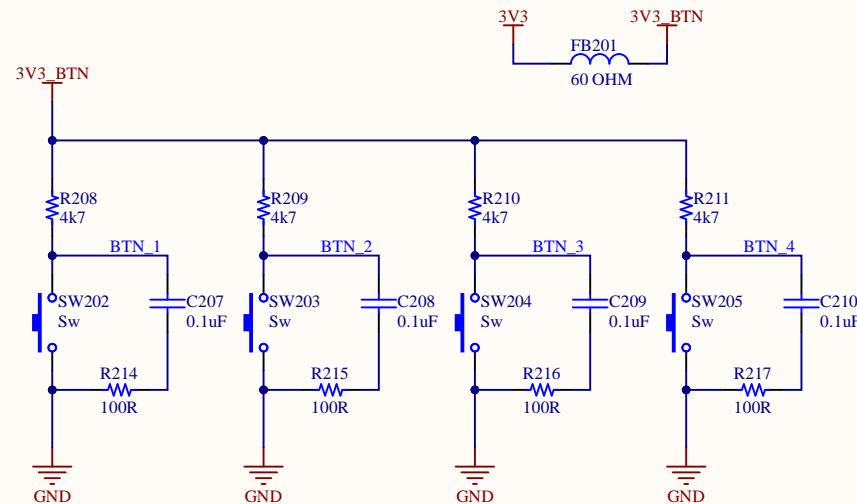 3V3
3V3_BTN
FB201
60 OHM
3V3_BTN
R208
4k7
R209
4k7
R210
4k7
R211
4k7
BTN_1
BTN_2
BTN_3
BTN_4
SW202
Sw
C207
0.1uF
SW203
Sw
C208
0.1uF
SW204
Sw
C209
0.1uF
SW205
Sw
C210
0.1uF
R214
100R
R215
100R
R216
100R
R217
100R
GND
GND
GND
GND